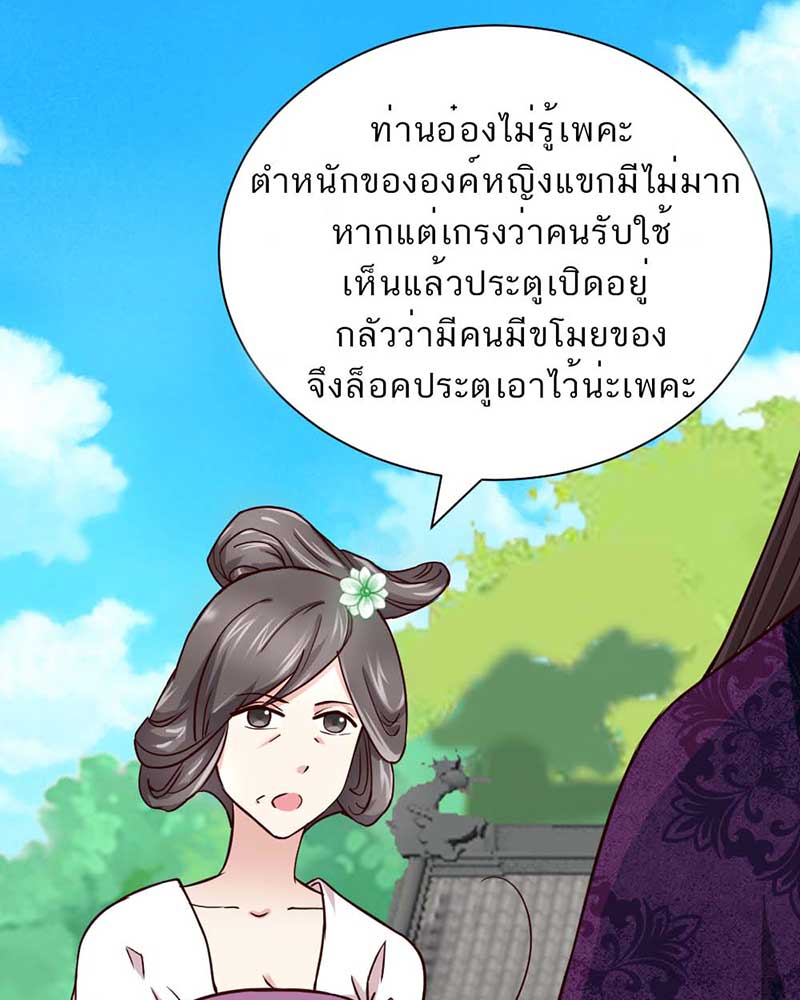 ท่านอ๋องไม่รู้เพคะ
ตำหนักขององค์หญิงแขกมีไม่มาก
หากแต่เกรงว่าคนรับใช้
เห็นแล้วประตูเปิดอยู่
กลัวว่ามีคนมีขโมยของ
จึงล็อคประตูเอาไว้น่ะเพคะ